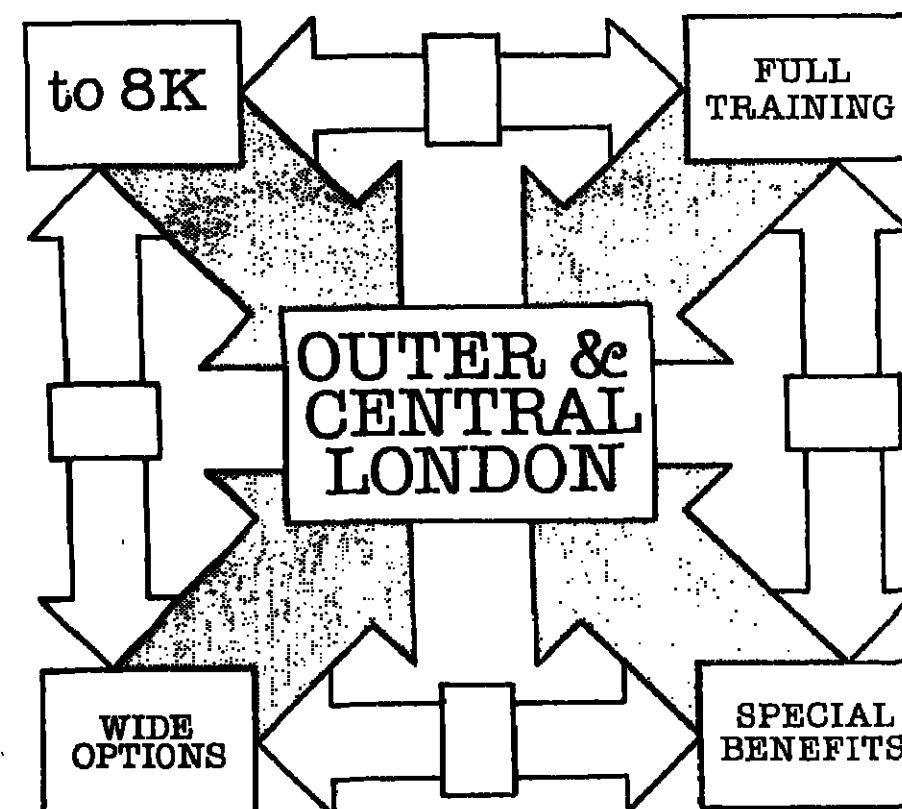 to 8K
FULL
TRAINING
OUTER &
CENTRAL
LONDON
WIDE
OPTIONS
SPECIAL
BENEFITS